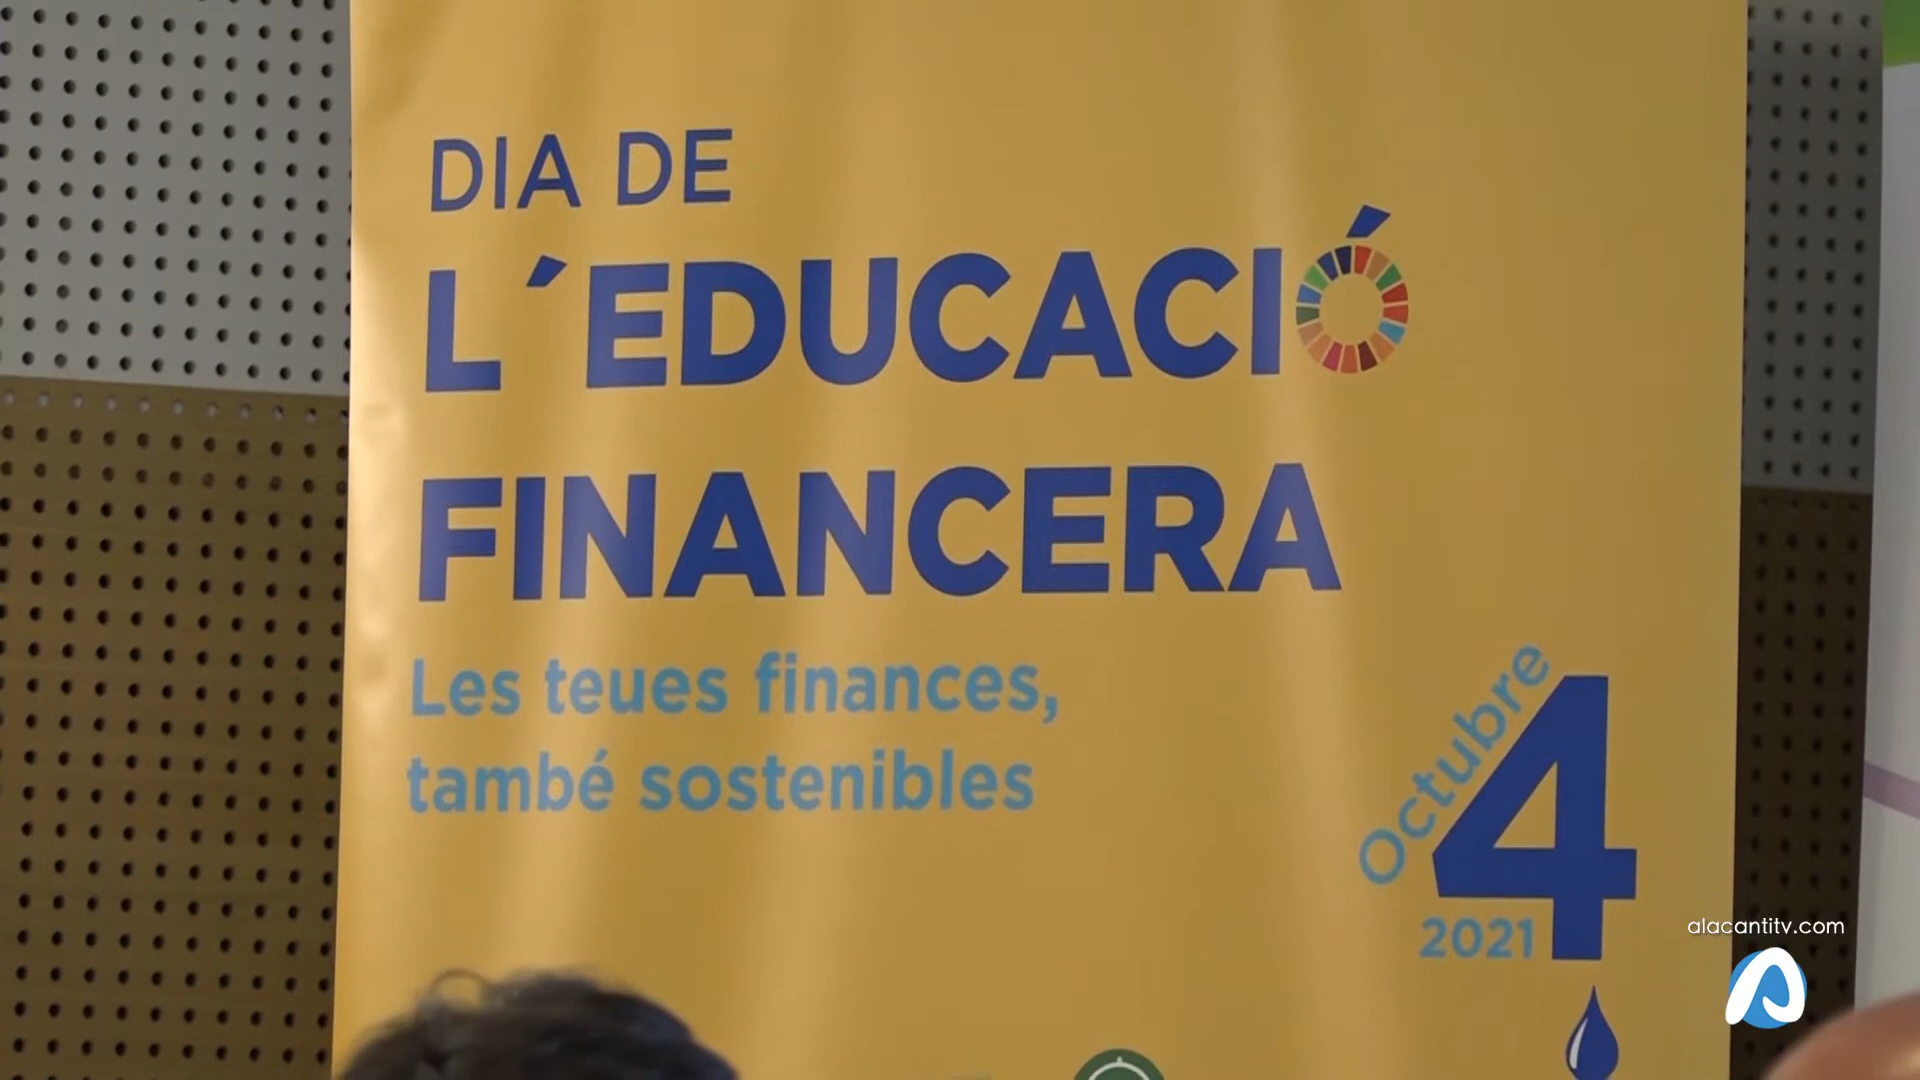 DIA DE
L´EDUCACIÓ
FINANCERA
Les teues finances,
també sostenibles
Octubre
4
2021
alacantitv.com